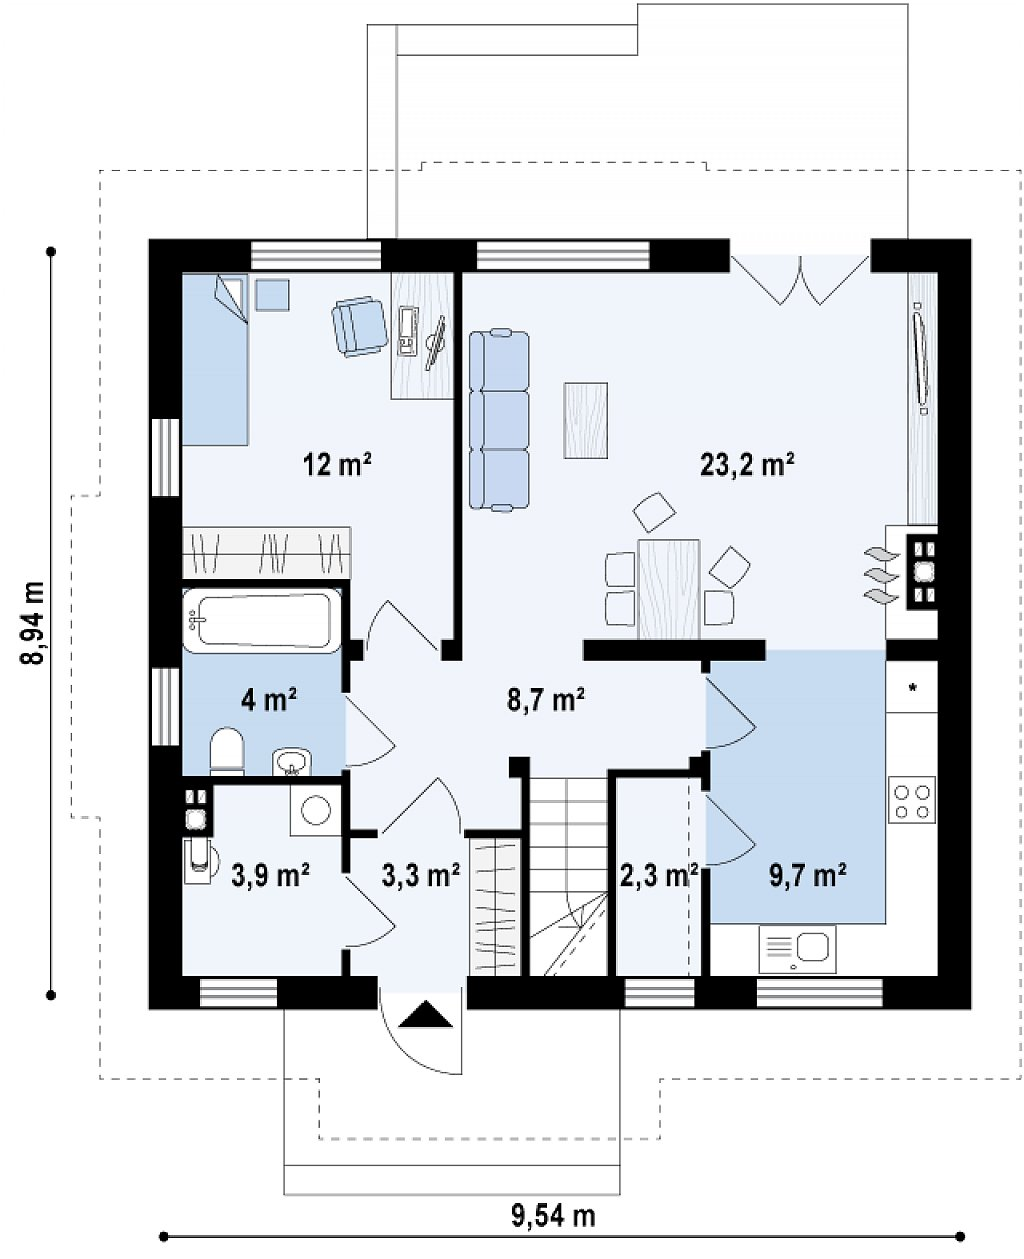 12 m²
23,2 m²
8,94 m
4 m²
8,7 m²
*
3,9 m²
3,3 m²
2,3 m²
9,7 m²
9,54 m